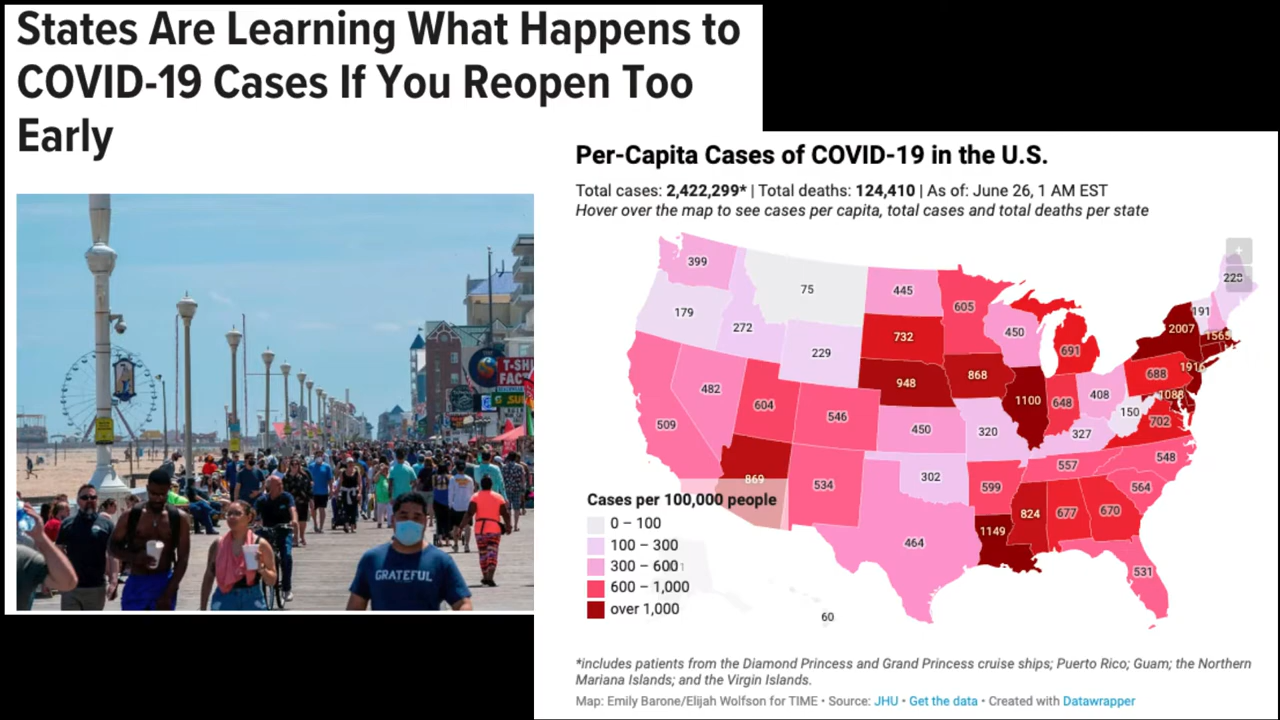 States Are Learning What Happens to
COVID-19 Cases If You Reopen Too
Early
GRATEFUL
T-SH
FACT
Per-Capita Cases of COVID-19 in the U.S.
Total cases: 2,422,299* | Total deaths: 124,410 | As of: June 26, 1 AM EST
Hover over the map to see cases per capita, total cases and total deaths per state
+
399
75
445
605
228
179
272
229
732
450
691
2007
191
1565
482
604
546
948
868
1100
648
408
688
1916
1088
509
450
320
327
150
702
869
534
302
599
557
548
564
824
677
670
464
1149
531
Cases per 100,000 people
0 – 100
100 – 300
300 – 600
600 – 1,000
over 1,000
60
*includes patients from the Diamond Princess and Grand Princess cruise ships; Puerto Rico; Guam; the Northern
Mariana Islands; and the Virgin Islands.
Map: Emily Barone/Elijah Wolfson for TIME • Source: JHU • Get the data • Created with Datawrapper